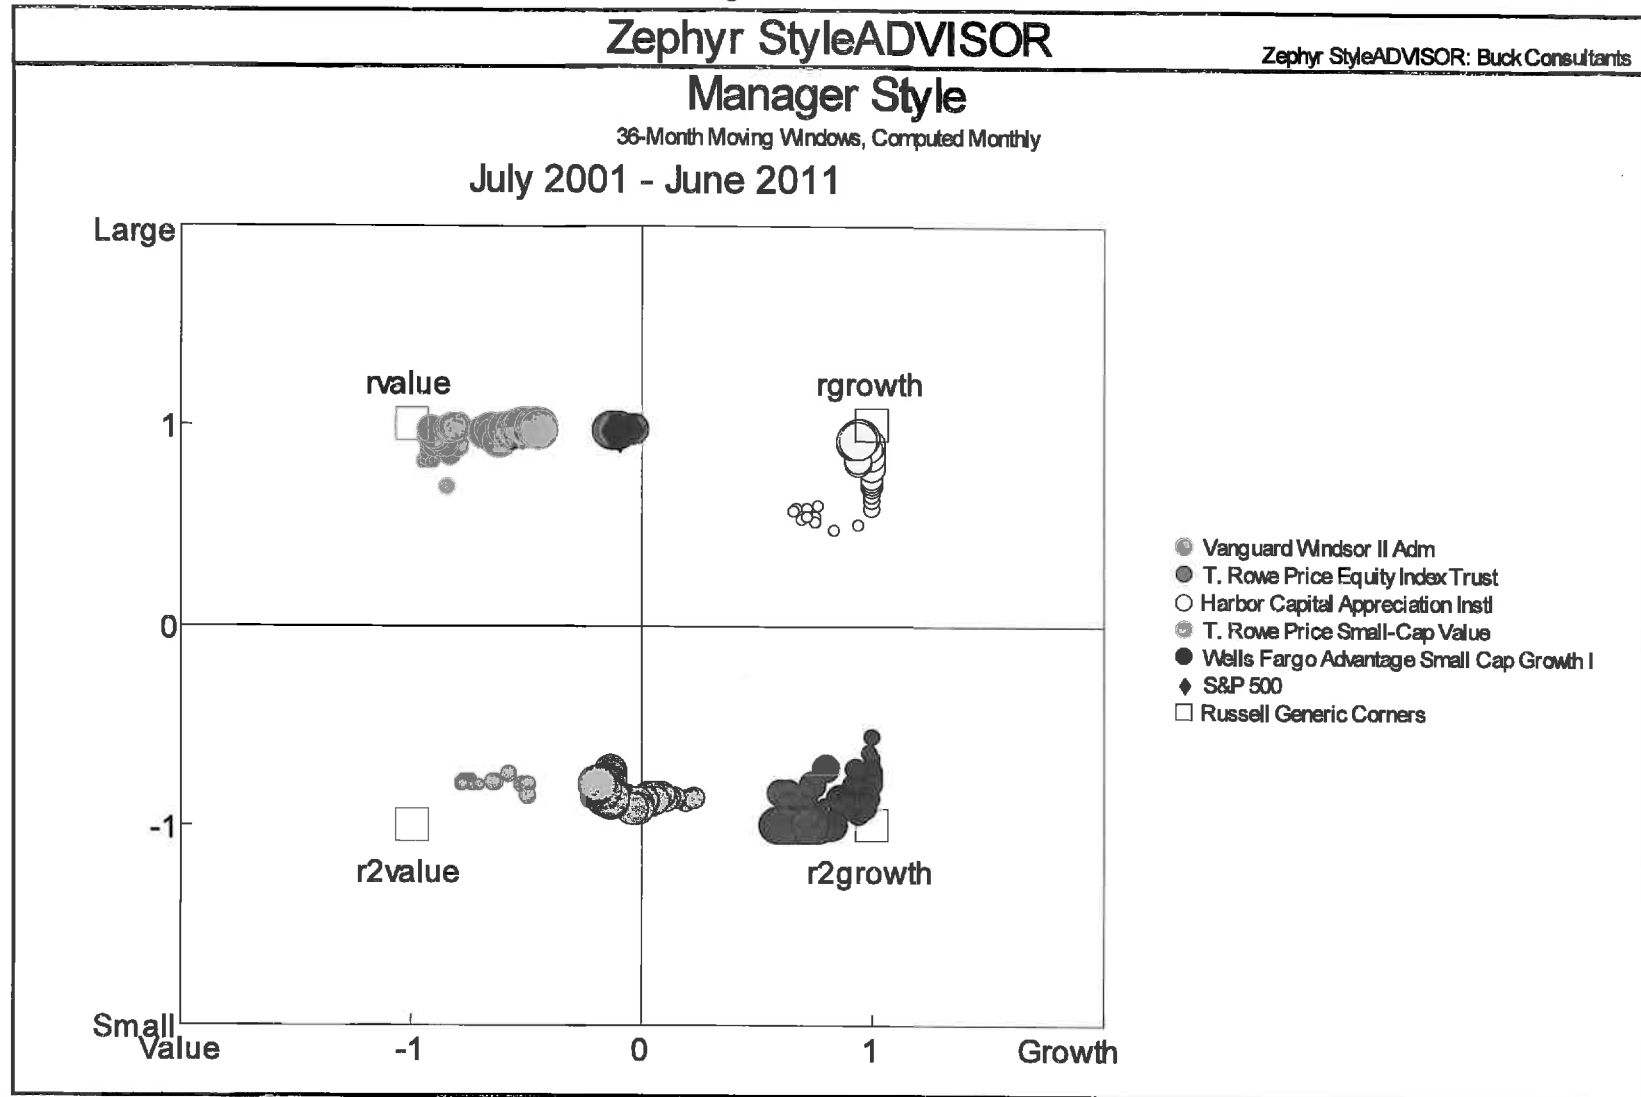 Zephyr StyleADVISOR
Zephyr StyleADVISOR: Buck Consultants
Manager Style
36-Month Moving Windows, Computed Monthly
July 2001 - June 2011
Large
rvalue
rgrowth
1
0
-1
r2value
r2growth
Small
Value
-1
0
1
Growth
Vanguard Windsor II Adm
T. Rowe Price Equity Index Trust
Harbor Capital Appreciation Instl
T. Rowe Price Small-Cap Value
Wells Fargo Advantage Small Cap Growth I
S&P 500
Russell Generic Corners